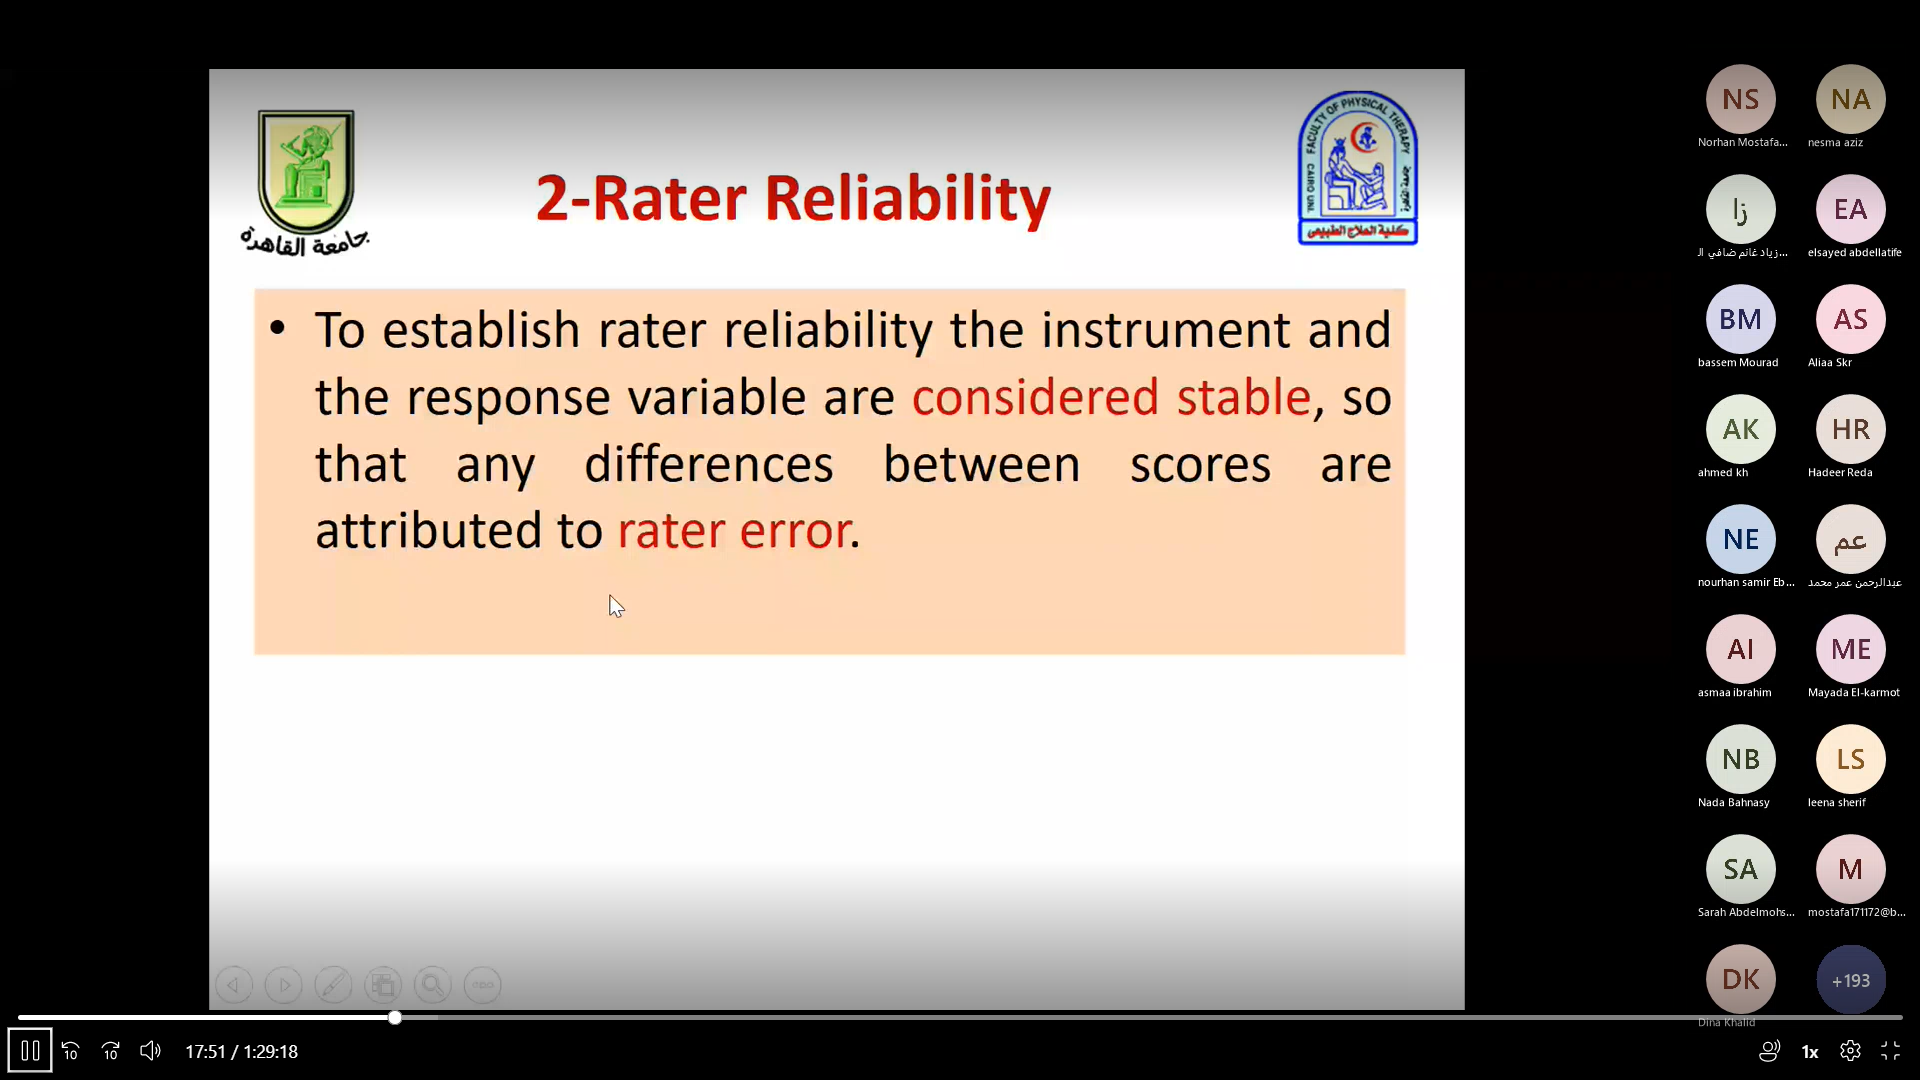 جامعة القاهرة
FACULTY OF PHYSICAL THERAPY
CAIRO UNI.
كلية العلاج الطبيعى
2-Rater Reliability
• To establish rater reliability the instrument and
the response variable are considered stable, so
that any differences between scores are
attributed to rater error.
NS
Norhan Mostafa...
NA
nesma aziz
زا
زياد غانم ضافي ال...
EA
elsayed abdellatife
BM
bassem Mourad
AS
Aliaa Skr
AK
ahmed kh
HR
Hadeer Reda
NE
nourhan samir Eb...
عم
عبدالرحمن عمر محمد
AI
asmaa ibrahim
ME
Mayada El-karmot
NB
Nada Bahnasy
LS
leena sherif
SA
Sarah Abdelmohs...
M
mostafa171172@b...
DK
Dina Khalid
+193
10
10
17:51 / 1:29:18
1x